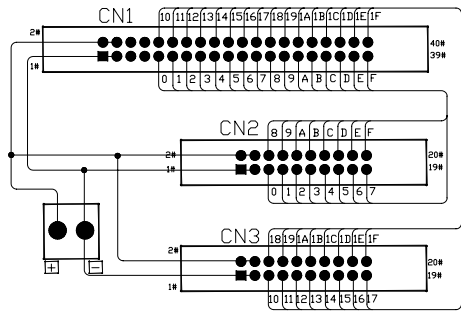 CN1
10 11 12 13 14 15 16 17 18 19 1A 1B 1C 1D 1E 1F
2#
40#
39#
1#
0 1 2 3 4 5 6 7 8 9 A B C D E F
CN2
8 9 A B C D E F
2#
20#
1#
19#
0 1 2 3 4 5 6 7
CN3
18 19 1A 1B 1C 1D 1E 1F
2#
20#
19#
1#
10 11 12 13 14 15 16 17
+ −